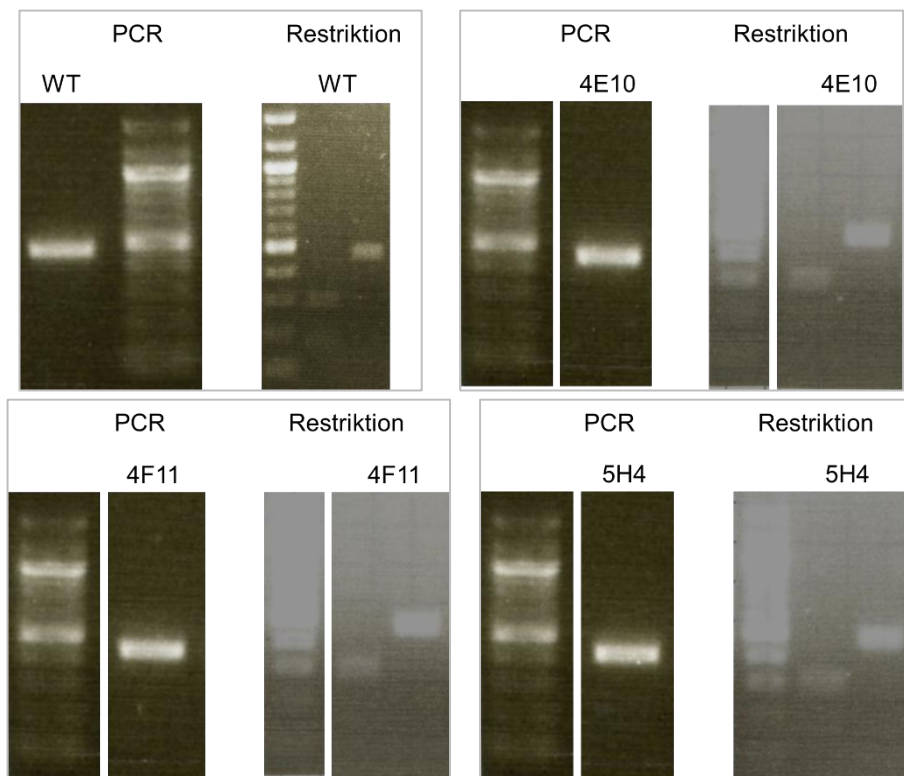 PCR Restriktion
WT WT
PCR Restriktion
4E10 4E10
PCR Restriktion
4F11 4F11
PCR Restriktion
5H4 5H4